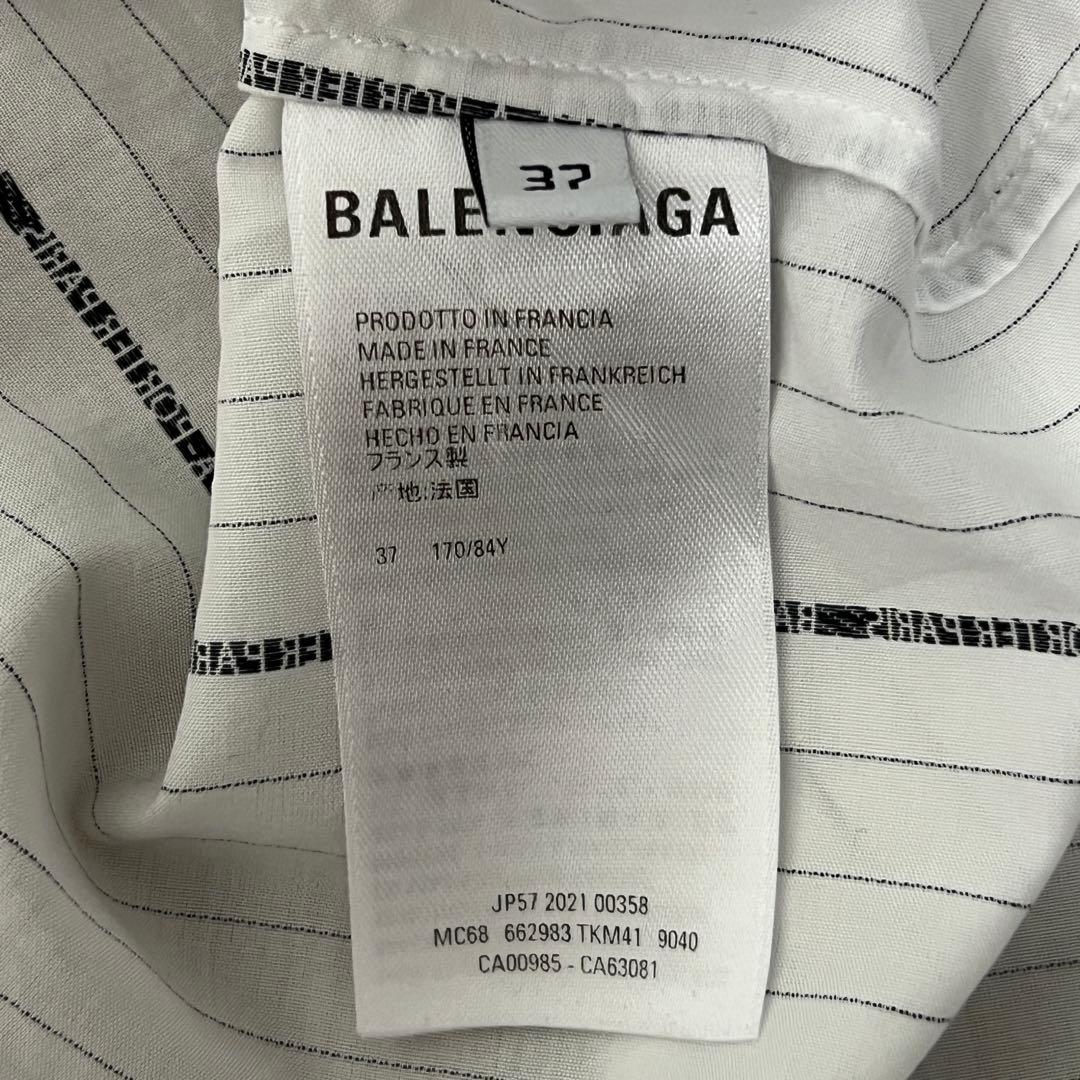 37
BALENCIAGA
PRODOTTO IN FRANCIA
MADE IN FRANCE
HERGESTELLT IN FRANKREICH
FABRIQUE EN FRANCE
HECHO EN FRANCIA
フランス製
产地:法国
37 170/84Y
JP57 2021 00358
MC68 662983 TKM41 9040
CA00985 - CA63081